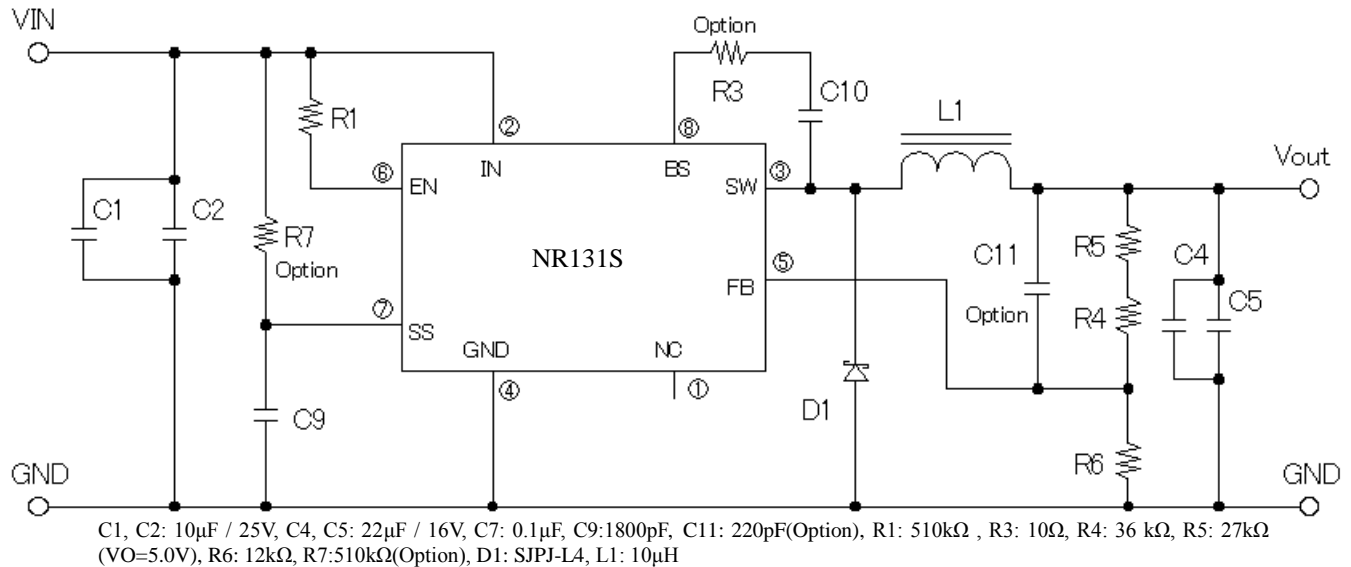 VIN
Option
R3
C10
R1
②
⑧
L1
⑥
EN
IN
BS
SW
③
Vout
C1
C2
R7
Option
NR131S
⑤
FB
C11
Option
R5
R4
C4
C5
⑦
SS
GND
NC
④
①
C9
D1
R6
GND
GND
C1, C2: 10μF / 25V, C4, C5: 22μF / 16V, C7: 0.1μF, C9:1800pF, C11: 220pF(Option), R1: 510kΩ , R3: 10Ω, R4: 36 kΩ, R5: 27kΩ
(VO=5.0V), R6: 12kΩ, R7:510kΩ(Option), D1: SJPJ-L4, L1: 10μH